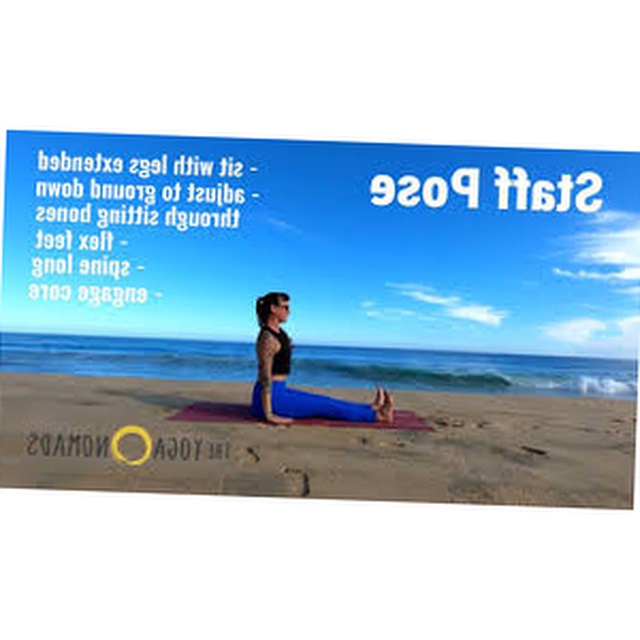 Staff Pose
- sit with legs extended
- adjust to ground down
through sitting bones
- flex feet
- spine long
- engage core
THE YOGA NOMADS